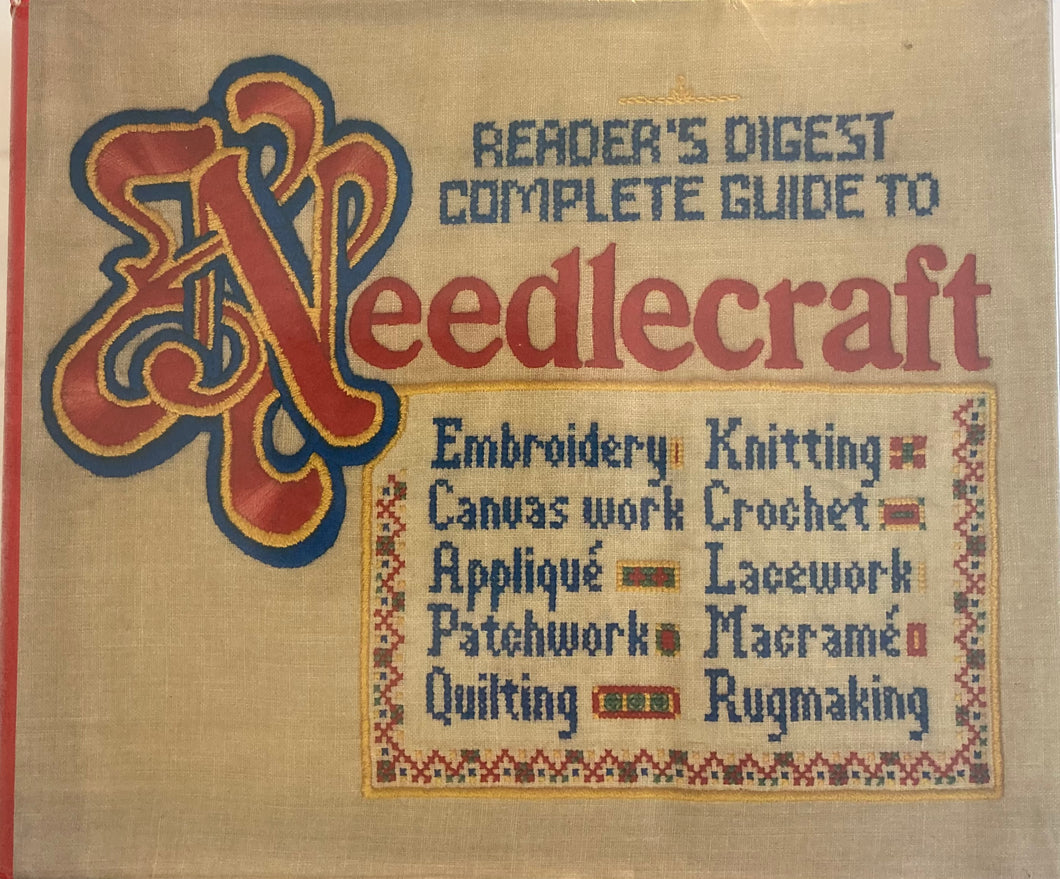 READER'S DIGEST
COMPLETE GUIDE TO
Needlecraft
Embroidery Knitting
Canvas work Crochet
Appliqué Lacework
Patchwork Macramé
Quilting Rugmaking